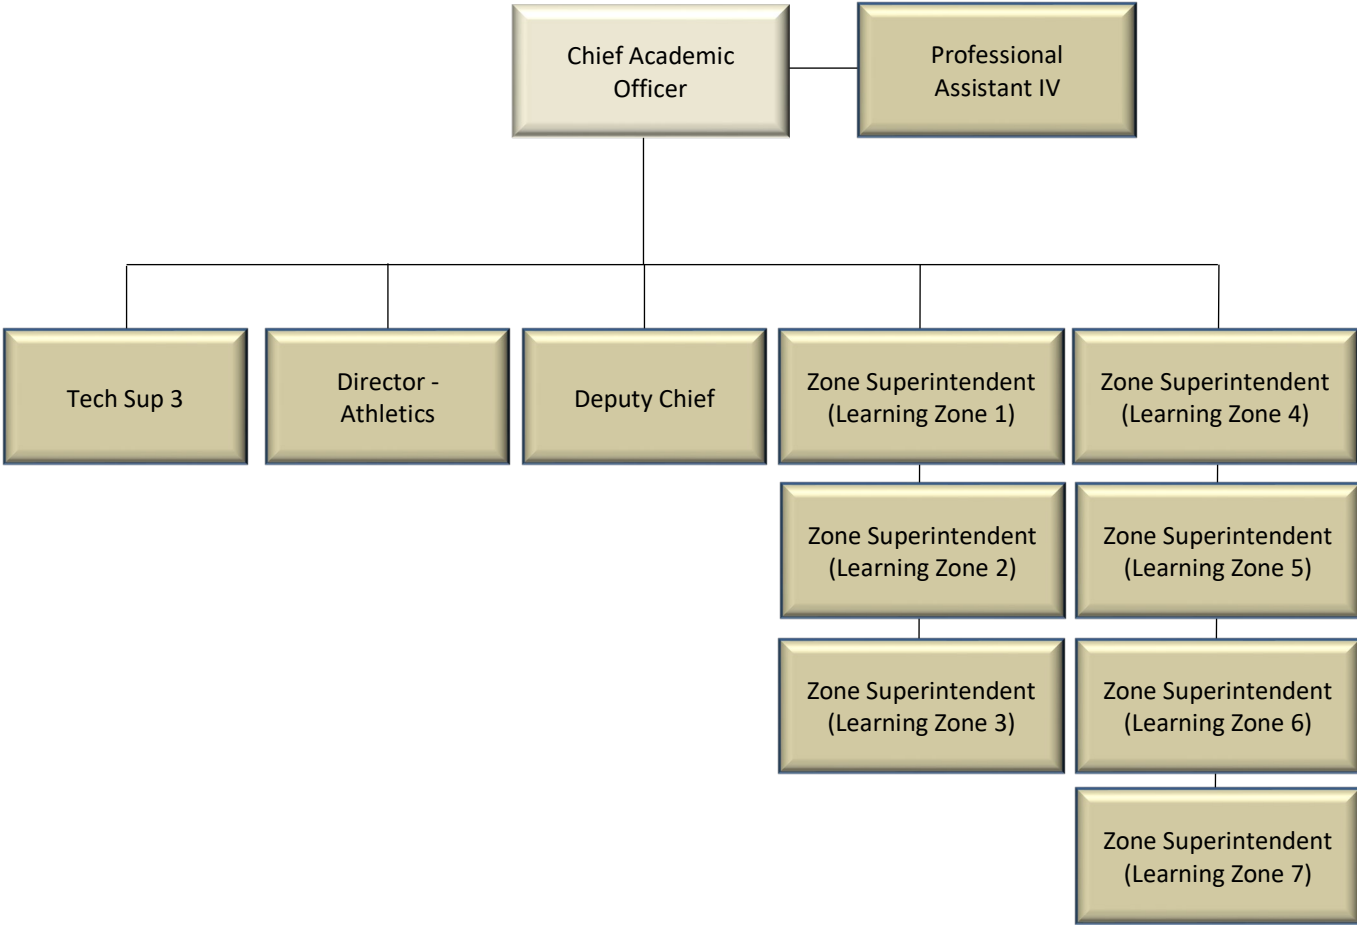 Chief Academic
Officer
Professional
Assistant IV
Tech Sup 3
Director -
Athletics
Deputy Chief
Zone Superintendent
(Learning Zone 1)
Zone Superintendent
(Learning Zone 4)
Zone Superintendent
(Learning Zone 2)
Zone Superintendent
(Learning Zone 5)
Zone Superintendent
(Learning Zone 3)
Zone Superintendent
(Learning Zone 6)
Zone Superintendent
(Learning Zone 7)